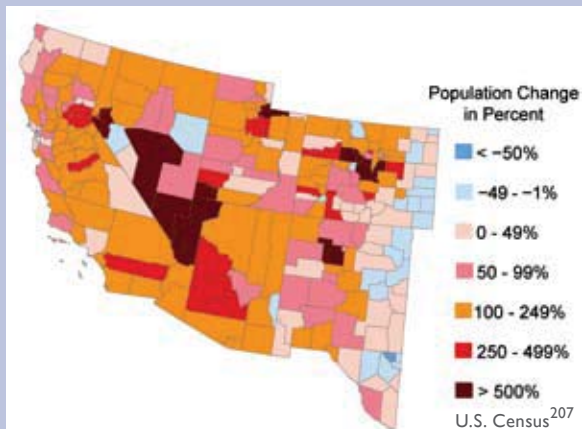 Population Change
in Percent
< −50%
−49 - −1%
0 - 49%
50 - 99%
100 - 249%
250 - 499%
> 500%
U.S. Census207